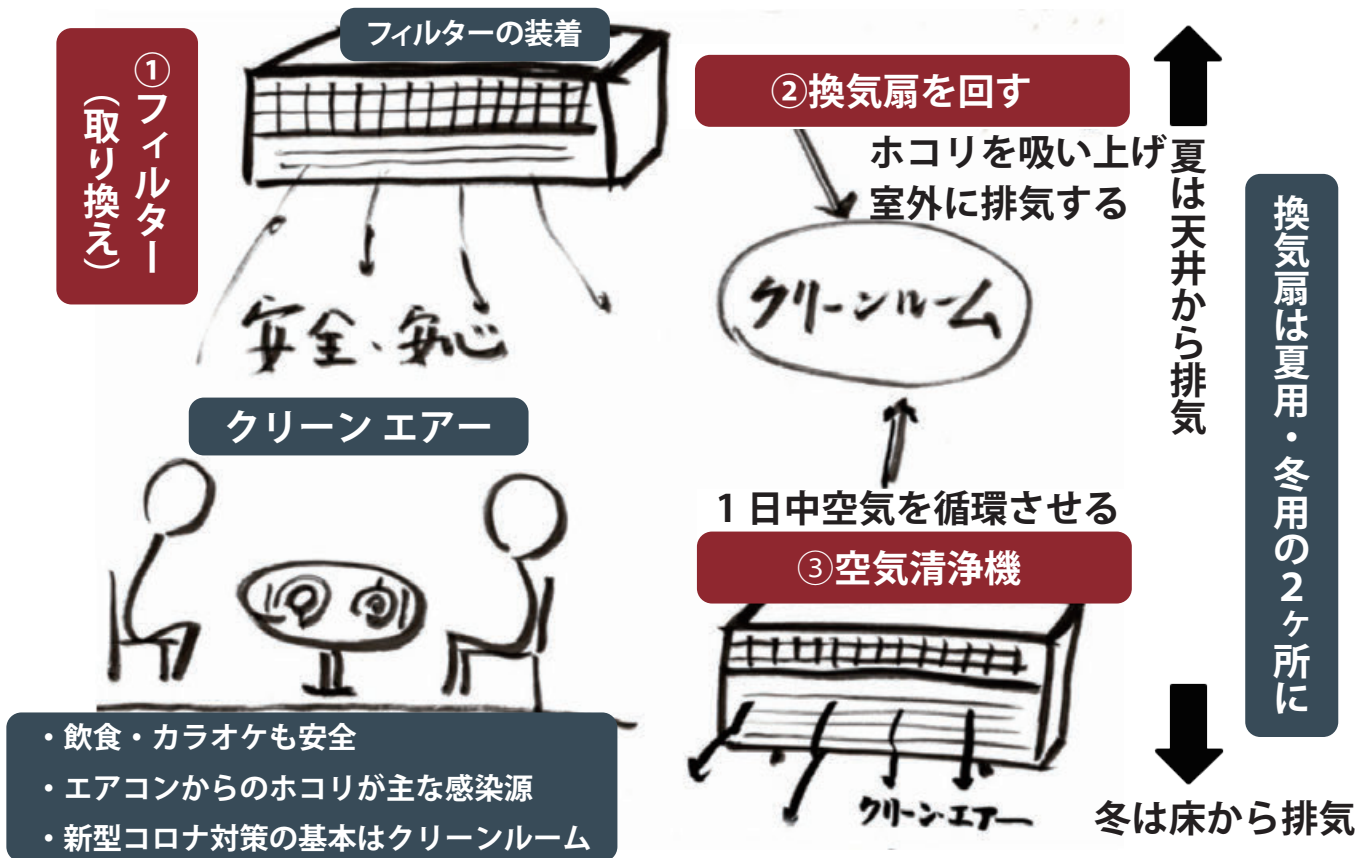 フィルターの装着
①フィルター
（取り換え）
安全、安心
クリーン エアー
・飲食・カラオケも安全
・エアコンからのホコリが主な感染源
・新型コロナ対策の基本はクリーンルーム
②換気扇を回す
ホコリを吸い上げ
室外に排気する
クリーンルーム
1日中空気を循環させる
③空気清浄機
クリーン・エアー
夏は天井から排気
換気扇は夏用・冬用の2ヶ所に
冬は床から排気